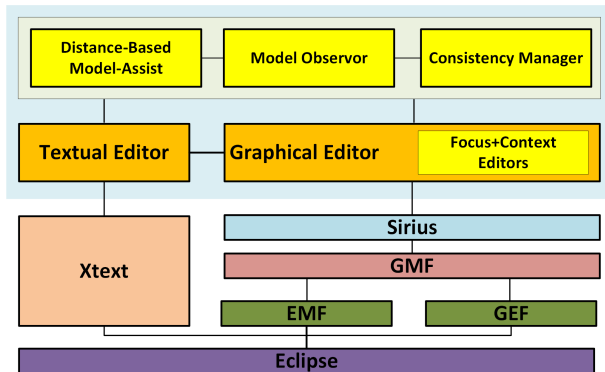 Distance-Based
Model-Assist
Model Observor
Consistency Manager
Textual Editor
Graphical Editor
Focus+Context
Editors
Xtext
Sirius
GMF
EMF
GEF
Eclipse